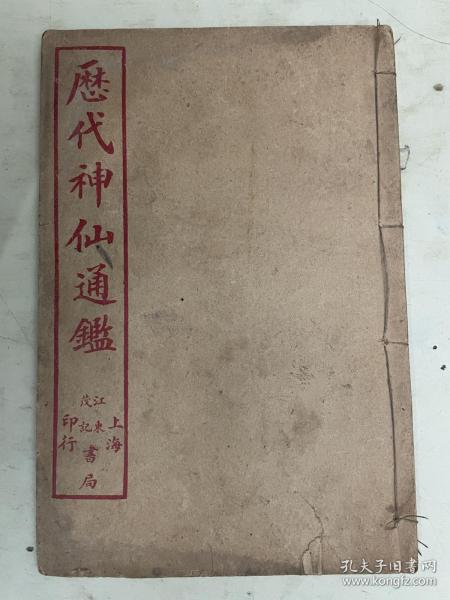 歷代神仙通鑑
上海
江東
茂記
書局
印行
孔夫子旧书网
www.kongfz.com